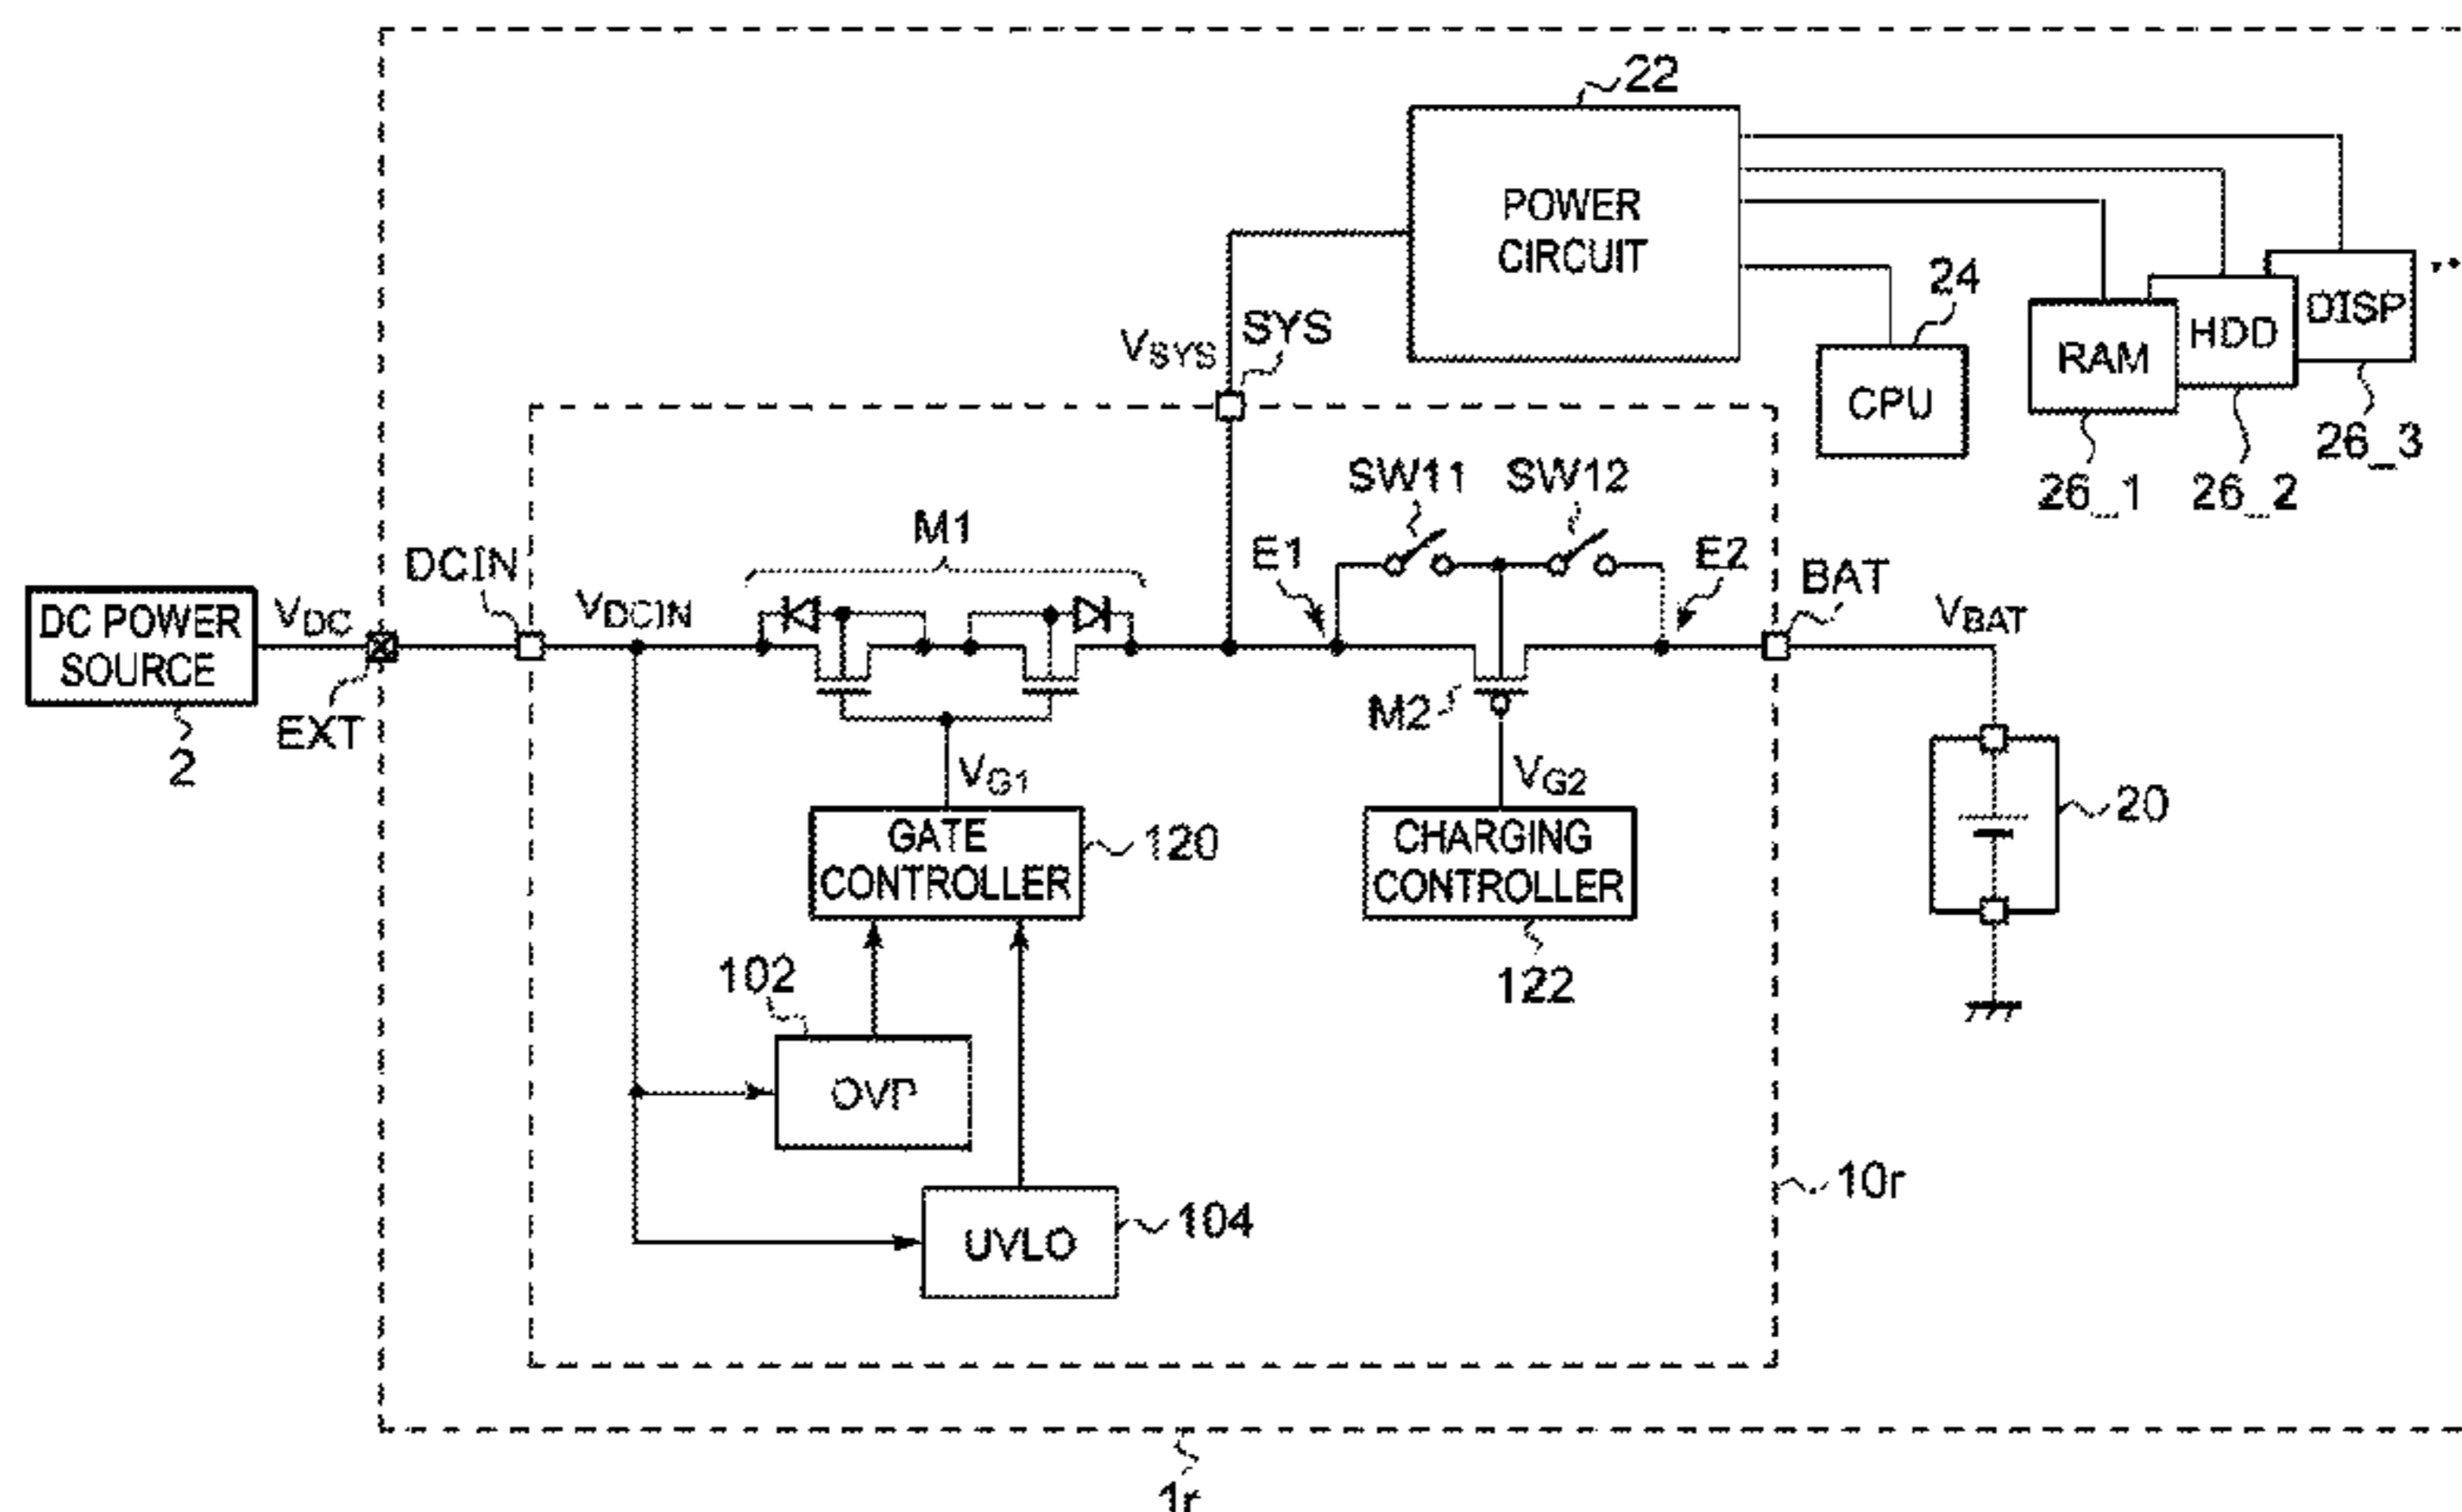 22
POWER
CIRCUIT
24
CPU
RAM
HDD
DISP
26_1
26_2
26_3
VSYS
SYS
SW11
SW12
E1
E2
M1
DC POWER
SOURCE
2
VDC
EXT
DCIN
VDCIN
BAT
VBAT
M2
VG1
VG2
GATE
CONTROLLER
120
CHARGING
CONTROLLER
122
20
102
OVP
UVLO
104
10r
1r